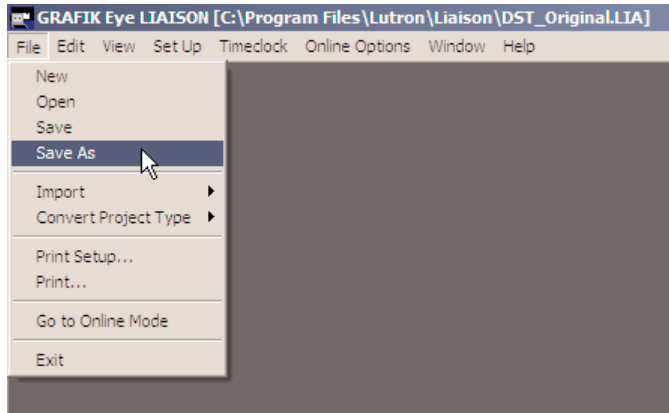 GRAFIK Eye LIAISON [C:\Program Files\Lutron\Liaison\DST_Original.LIA]
File Edit View Set Up Timeclock Online Options Window Help
New
Open
Save
Save As
Import
Convert Project Type
Print Setup...
Print...
Go to Online Mode
Exit